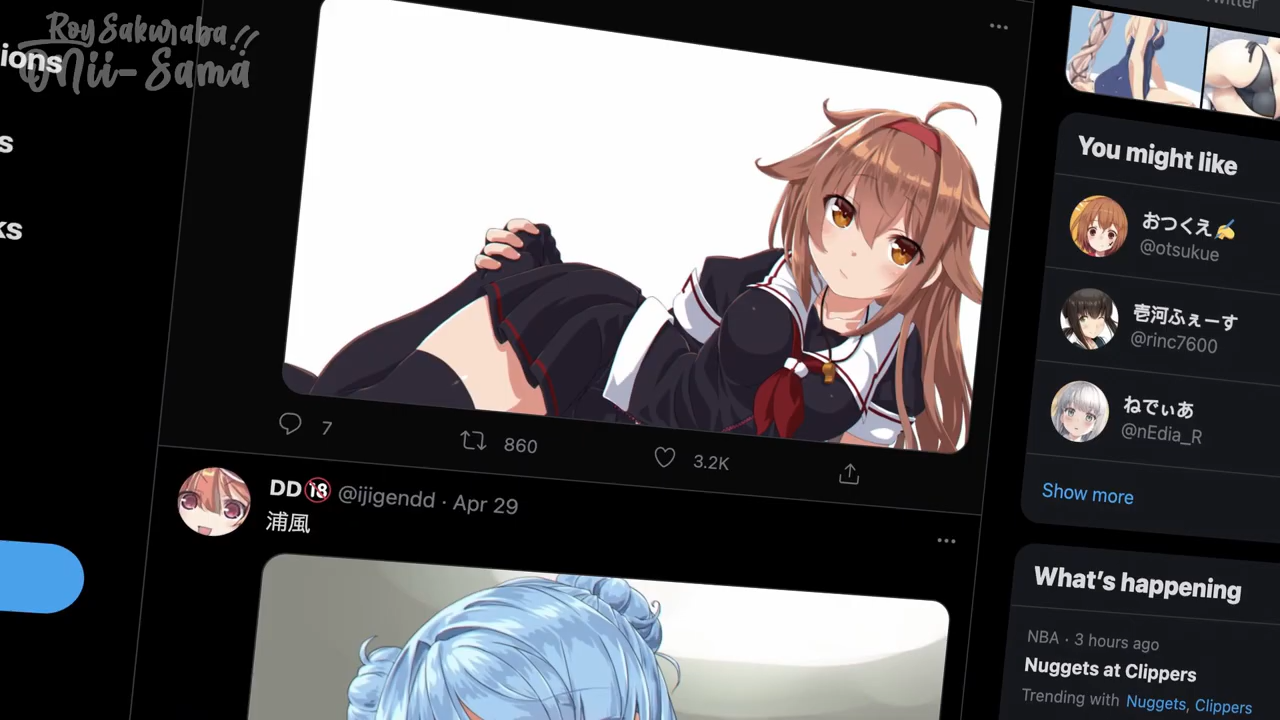 Roy Sakuraba!!
Onii-Sama
ions
s
ks
7
860
3.2K
DD🔞 @ijigendd · Apr 29
浦風
Twitter
You might like
おつくえ✍️
@otsukue
壱河ふぇーす
@rinc7600
ねでぃあ
@nEdia_R
Show more
What's happening
NBA · 3 hours ago
Nuggets at Clippers
Trending with Nuggets, Clippers